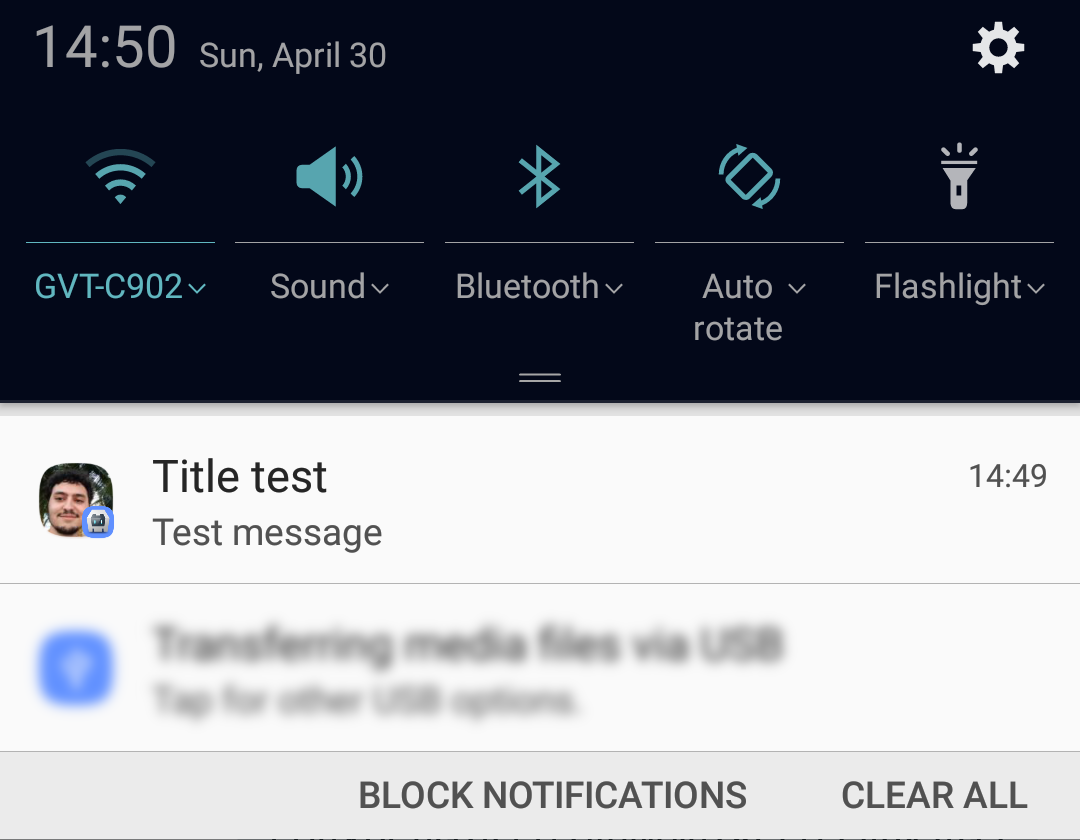 14:50 Sun, April 30
GVT-C902
Sound
Bluetooth
Auto
rotate
Flashlight
Title test
14:49
Test message
Transferring media files via USB
Tap for other USB options.
BLOCK NOTIFICATIONS
CLEAR ALL